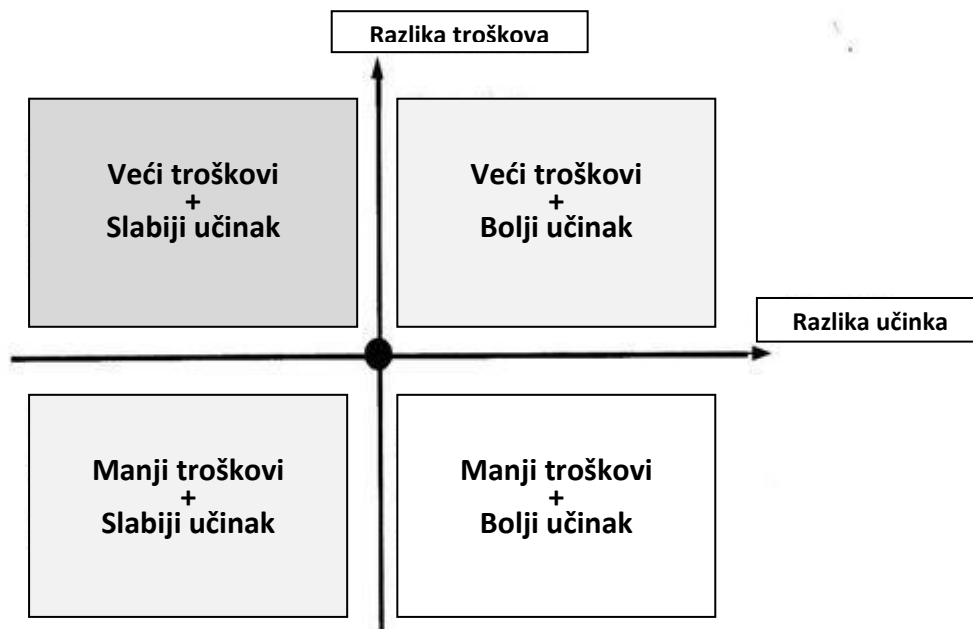 Razlika troškova
Veći troškovi
+
Slabiji učinak
Veći troškovi
+
Bolji učinak
Razlika učinka
Manji troškovi
+
Slabiji učinak
Manji troškovi
+
Bolji učinak